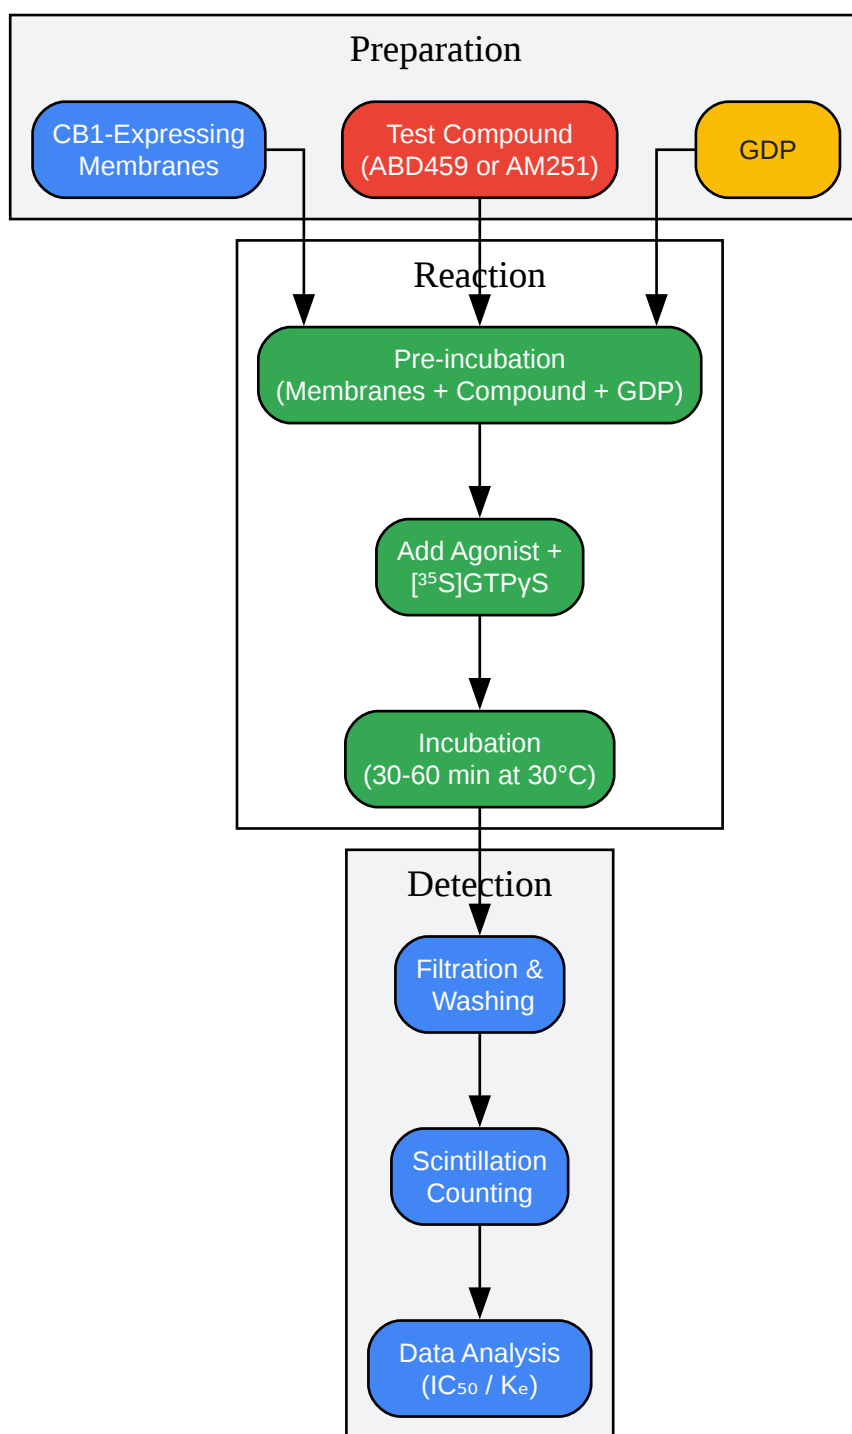 Preparation
CB1-Expressing
Membranes
Test Compound
(ABD459 or AM251)
GDP
Reaction
Pre-incubation
(Membranes + Compound + GDP)
Add Agonist +
[³⁵S]GTPγS
Incubation
(30-60 min at 30°C)
Detection
Filtration &
Washing
Scintillation
Counting
Data Analysis
(IC₅₀ / Kₑ)